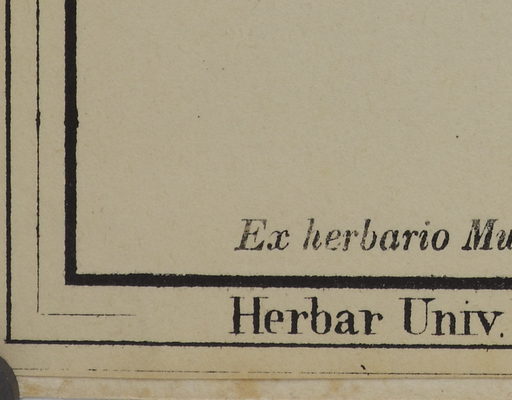 Ex herbario Mu
Herbar Univ.